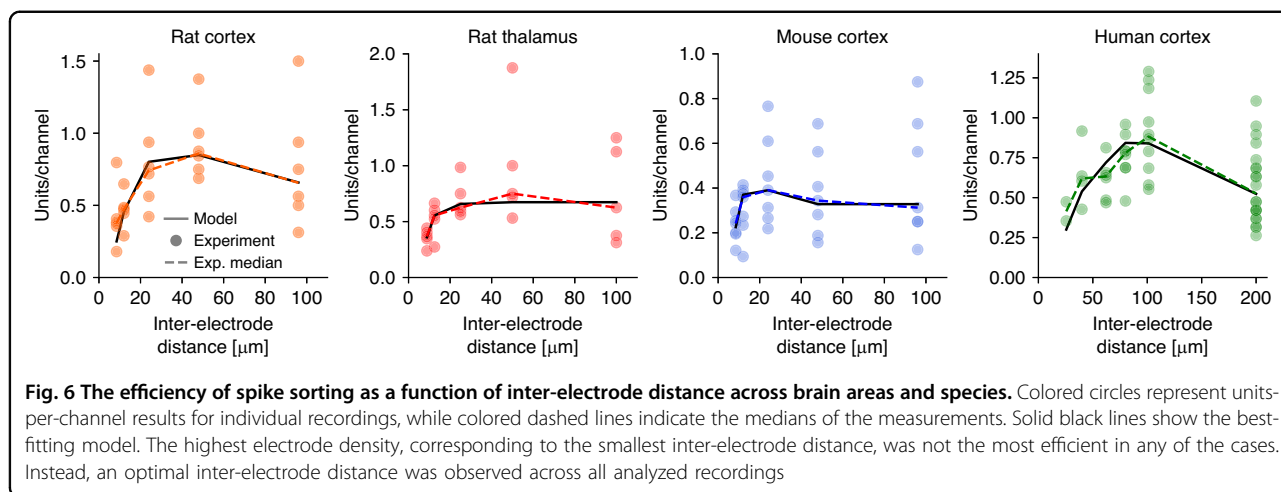 Rat cortex
1.5
1.0
0.5
0.0
Units/channel
Model
Experiment
Exp. median
0 20 40 60 80 100
Inter-electrode
distance [μm]
Rat thalamus
2.0
1.5
1.0
0.5
0.0
Units/channel
0 20 40 60 80 100
Inter-electrode
distance [μm]
Mouse cortex
1.0
0.8
0.6
0.4
0.2
0.0
Units/channel
0 20 40 60 80 100
Inter-electrode
distance [μm]
Human cortex
1.25
1.00
0.75
0.50
0.25
0.00
Units/channel
0 50 100 150 200
Inter-electrode
distance [μm]
Fig. 6 The efficiency of spike sorting as a function of inter-electrode distance across brain areas and species. Colored circles represent units-
per-channel results for individual recordings, while colored dashed lines indicate the medians of the measurements. Solid black lines show the best-
fitting model. The highest electrode density, corresponding to the smallest inter-electrode distance, was not the most efficient in any of the cases.
Instead, an optimal inter-electrode distance was observed across all analyzed recordings